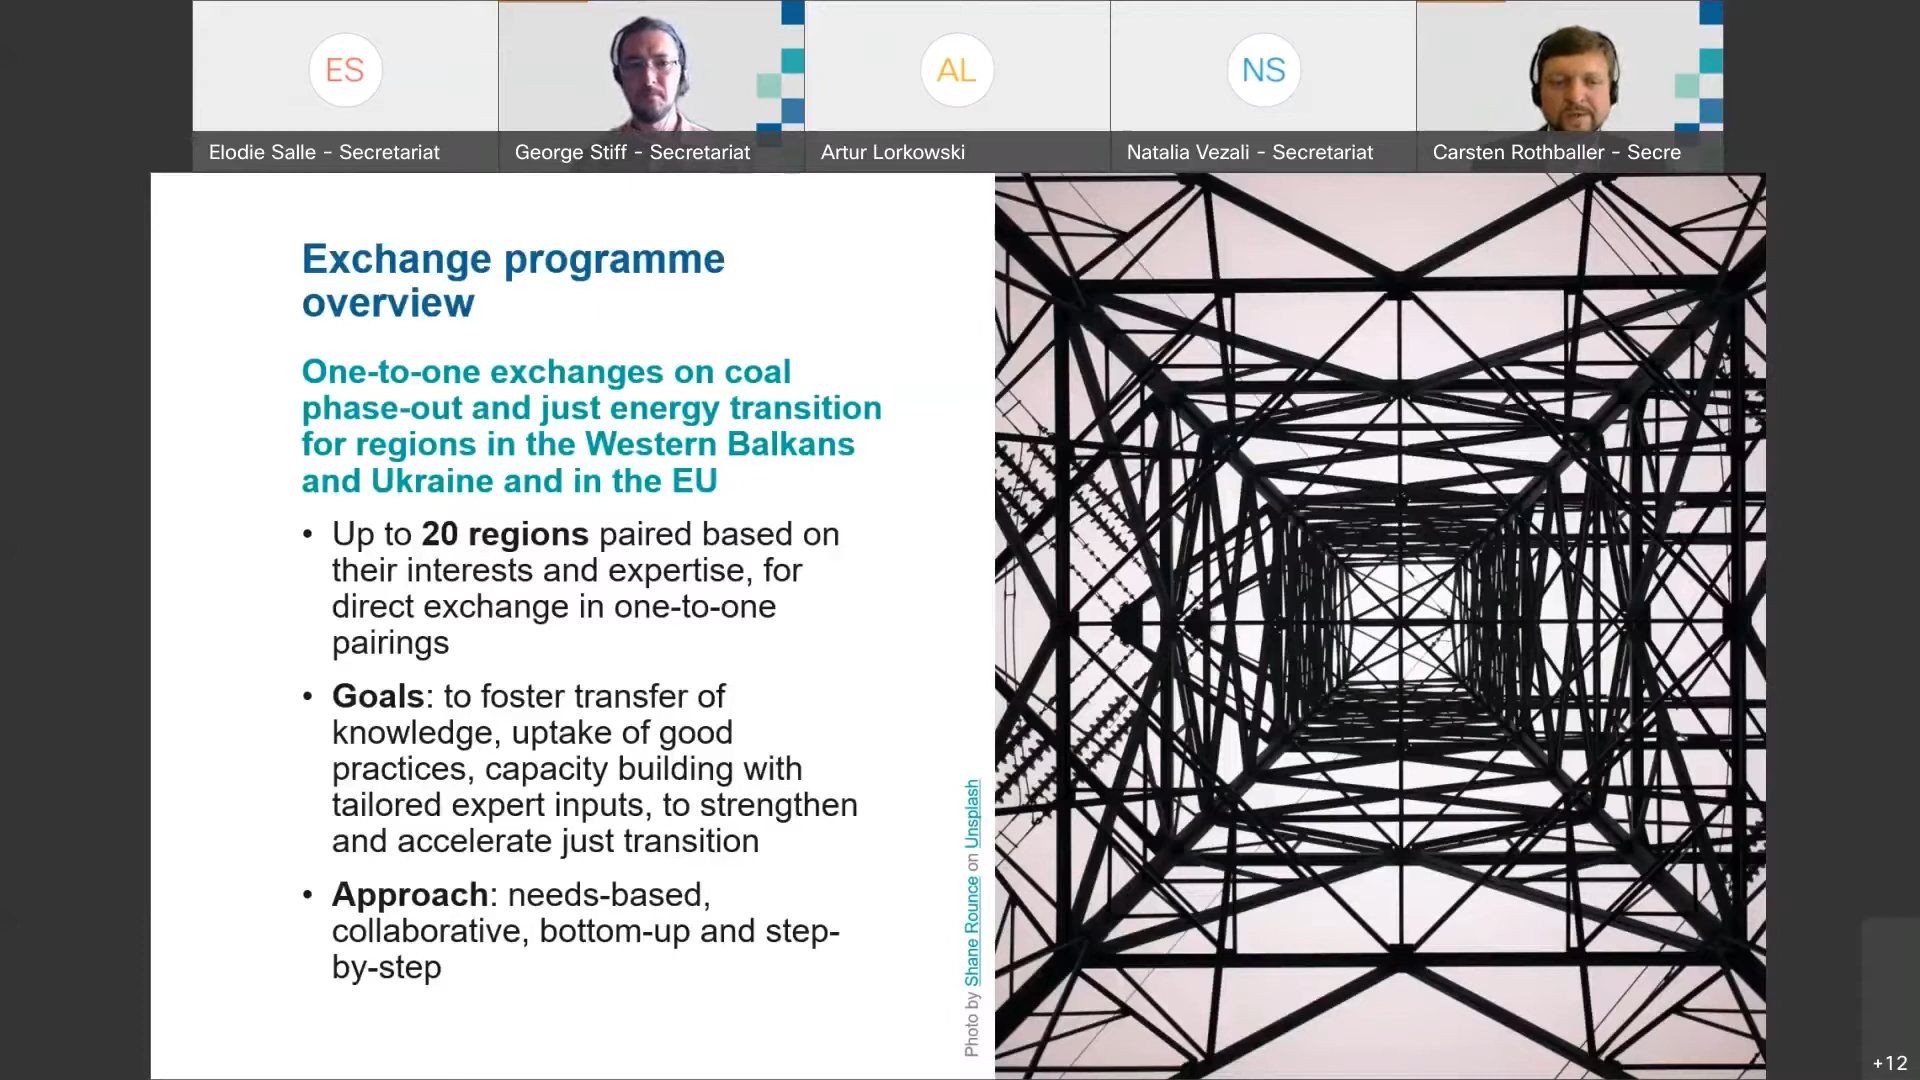 ES
AL
NS
Elodie Salle - Secretariat
George Stiff - Secretariat
Artur Lorkowski
Natalia Vezali - Secretariat
Carsten Rothballer - Secre
Exchange programme
overview
One-to-one exchanges on coal
phase-out and just energy transition
for regions in the Western Balkans
and Ukraine and in the EU
• Up to 20 regions paired based on
their interests and expertise, for
direct exchange in one-to-one
pairings
• Goals: to foster transfer of
knowledge, uptake of good
practices, capacity building with
tailored expert inputs, to strengthen
and accelerate just transition
• Approach: needs-based,
collaborative, bottom-up and step-
by-step
Photo by Shane Rounce on Unsplash
+12